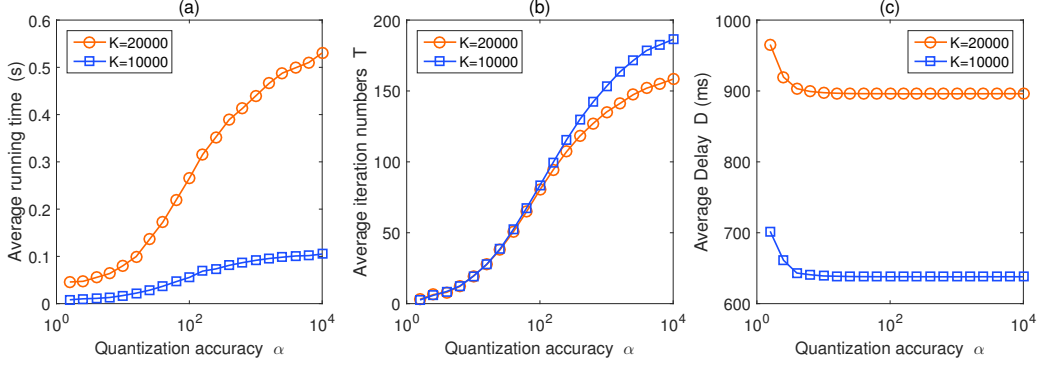 (a)
0.6
0.5
0.4
0.3
0.2
0.1
0
10^0
10^2
10^4
K=20000
K=10000
Average running time (s)
Quantization accuracy α
(b)
200
150
100
50
0
10^0
10^2
10^4
K=20000
K=10000
Average iteration numbers T
Quantization accuracy α
(c)
1000
900
800
700
600
10^0
10^2
10^4
K=20000
K=10000
Average Delay D (ms)
Quantization accuracy α